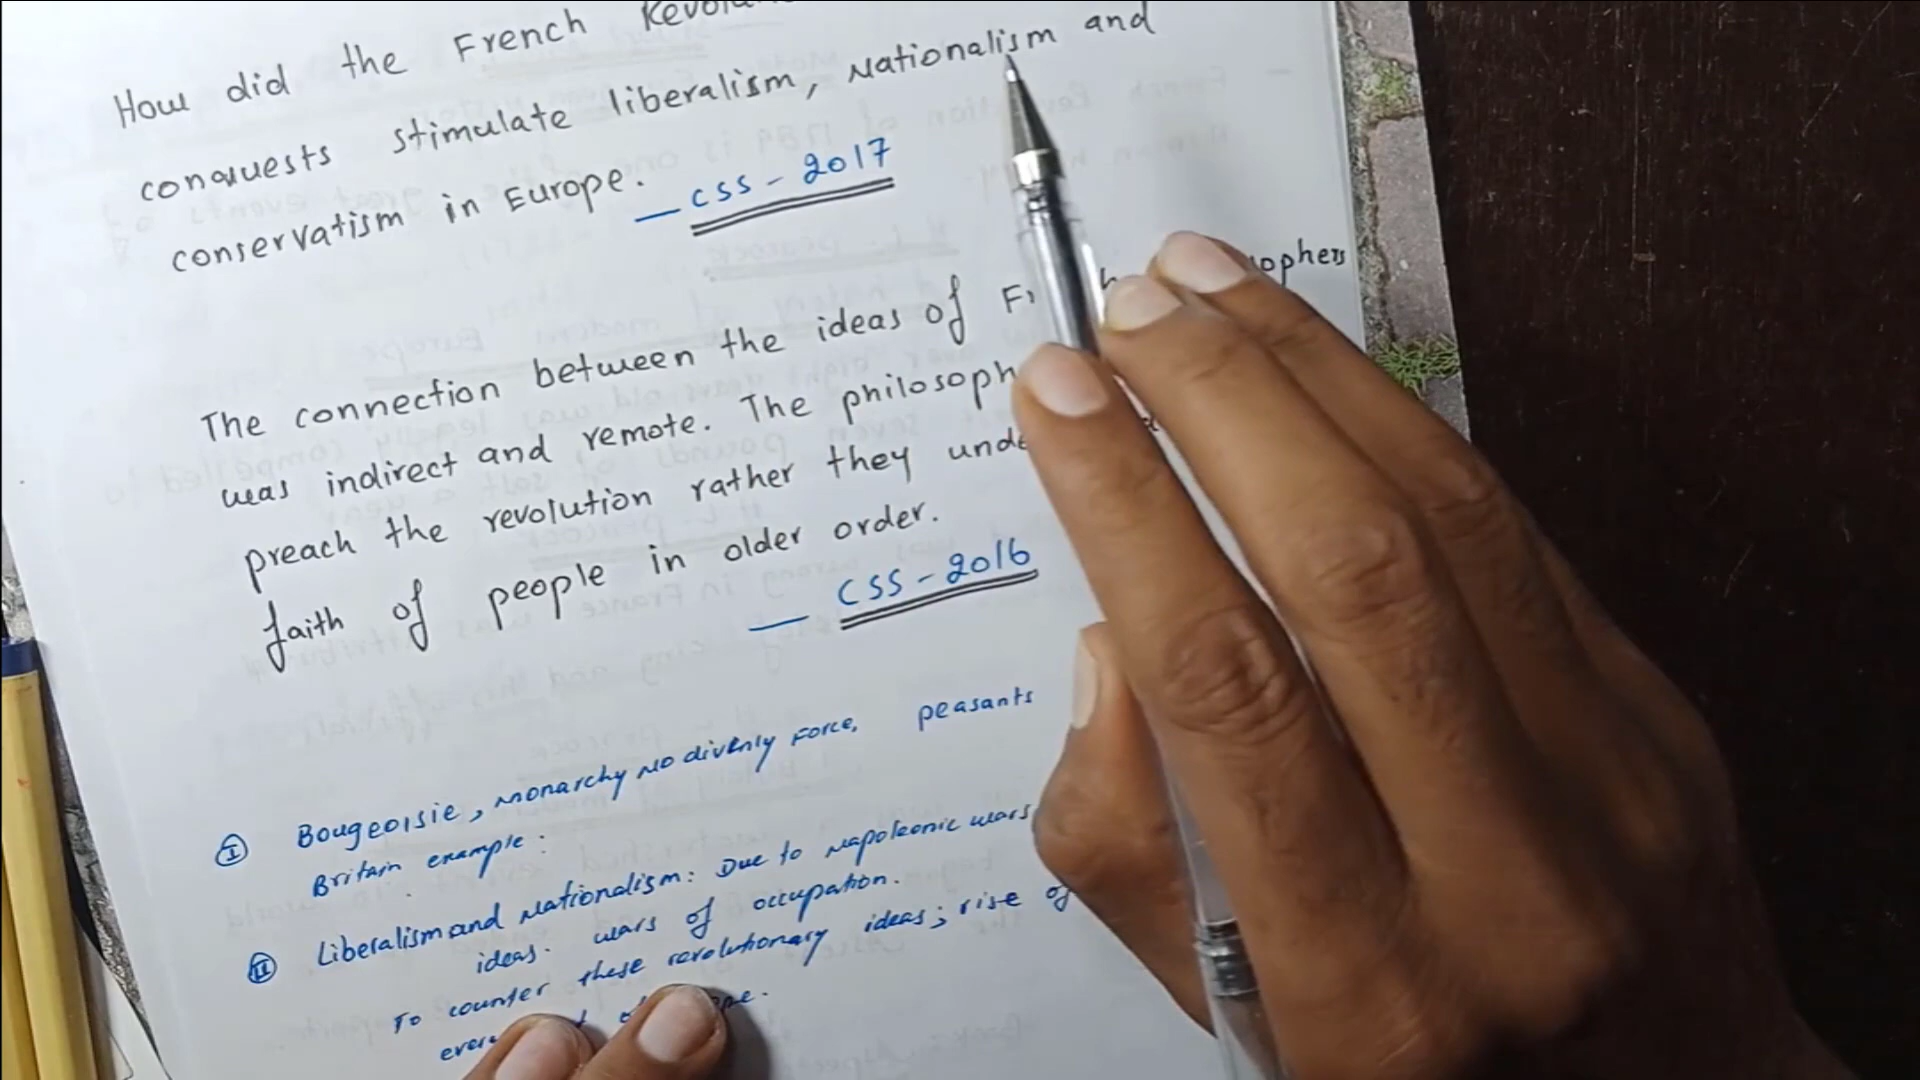 How did the French
conquests stimulate liberalism, Nationalism and
conservatism in Europe.
— CSS - 2017
The connection between the ideas of
was indirect and remote. The
preach the revolution rather they
faith of people in older order.
— CSS - 2016
I Bougeoisie, Monarchy No divinly Force, peasants
Britain example:
II Liberalism and Nationalism: Due to Napoleonic wars
ideas. wars of occupation.
To counter these revolutionary ideas; rise of